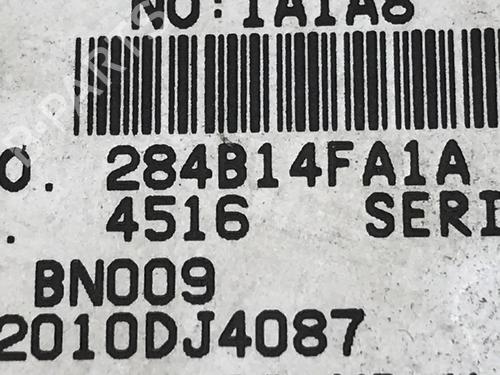 NO:1A1A8
O. 284B14FA1A
. 4516 SERI
BN009
2010DJ4087